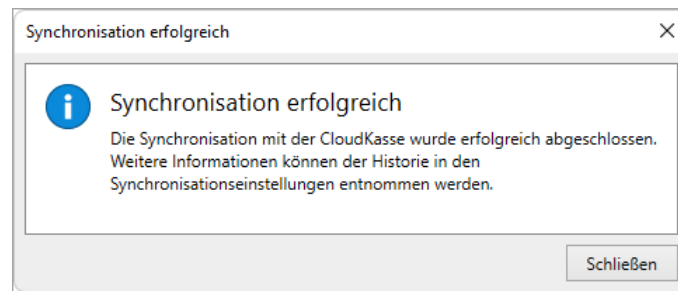 Synchronisation erfolgreich
Synchronisation erfolgreich
Die Synchronisation mit der CloudKasse wurde erfolgreich abgeschlossen.
Weitere Informationen können der Historie in den
Synchronisationseinstellungen entnommen werden.
Schließen